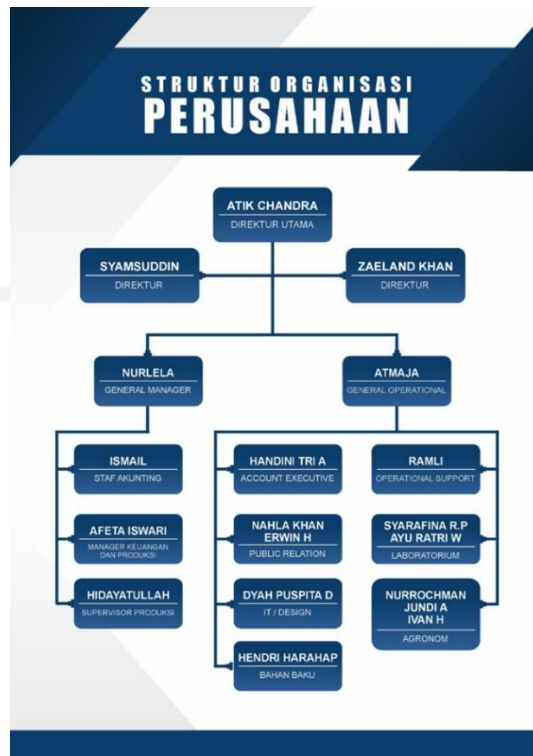 STRUKTUR ORGANISASI
PERUSAHAAN
ATIK CHANDRA
DIREKTUR UTAMA
SYAMSUDDIN
DIREKTUR
ZAELAND KHAN
DIREKTUR
NURLELA
GENERAL MANAGER
ATMAJA
GENERAL OPERATIONAL
ISMAIL
STAF AKUNTING
HANDINI TRI A
ACCOUNT EXECUTIVE
RAMLI
OPERATIONAL SUPPORT
AFETA ISWARI
MANAGER KEUANGAN
DAN PRODUKSI
NAHLA KHAN
ERWIN H
PUBLIC RELATION
SYARAFINA R.P
AYU RATRI W
LABORATORIUM
HIDAYATULLAH
SUPERVISOR PRODUKSI
DYAH PUSPITA D
IT / DESIGN
NURROCHMAN
JUNDI A
IVAN H
AGRONOM
HENDRI HARAHAP
BAHAN BAKU